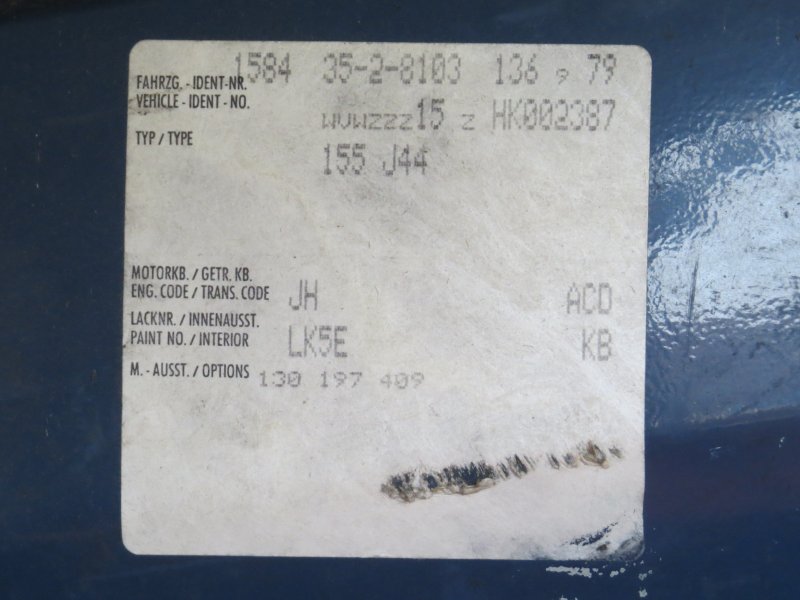 1584 35-2-8103 136 9 79
FAHRZG. - IDENT-NR.
VEHICLE - IDENT - NO. WVWZZZ15 Z HK002387
TYP / TYPE 155 J44
MOTORKB. / GETR. KB.
ENG. CODE / TRANS. CODE JH ACD
LACKNR. / INNENAUSST.
PAINT NO. / INTERIOR LK5E KB
M. - AUSST. / OPTIONS 130 197 409